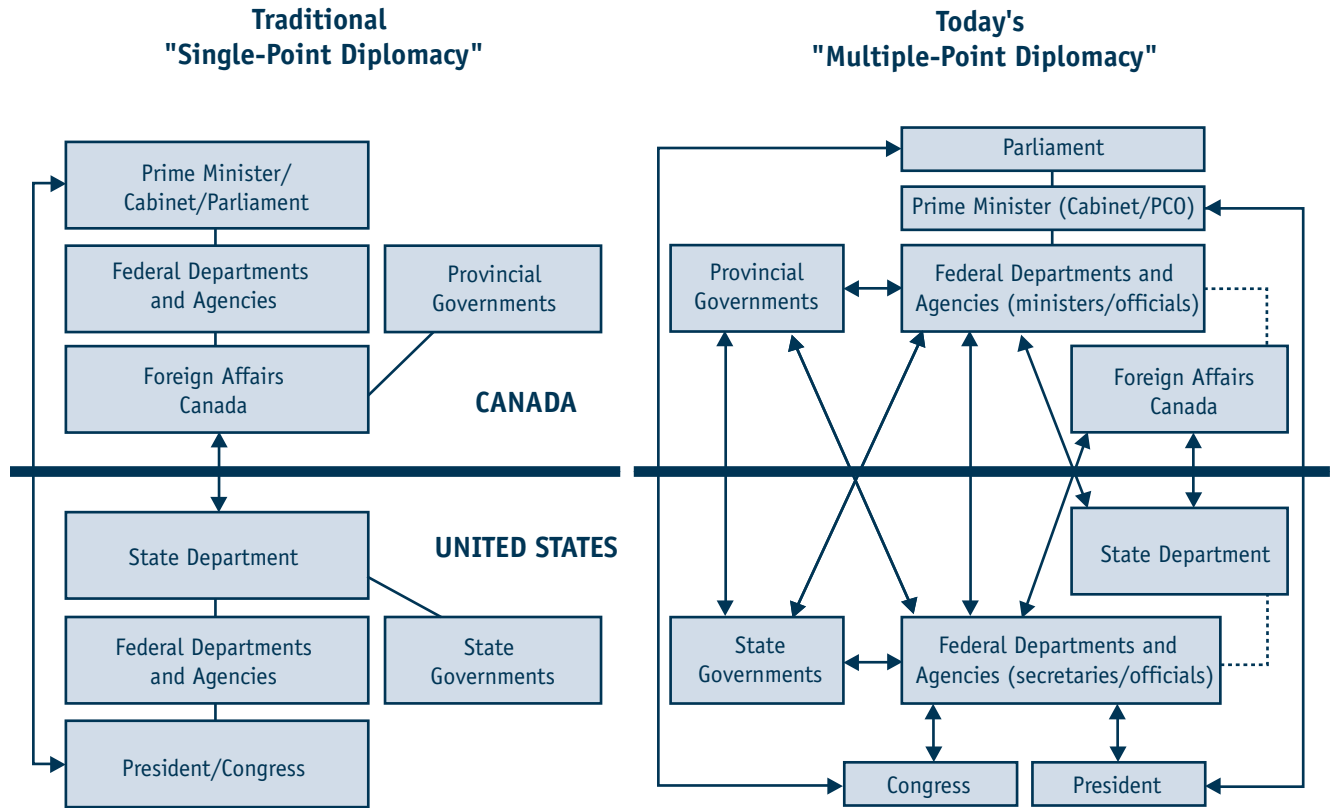 Traditional
"Single-Point Diplomacy"
Prime Minister/
Cabinet/Parliament
Federal Departments
and Agencies
Provincial
Governments
Foreign Affairs
Canada
CANADA
State Department
UNITED STATES
Federal Departments
and Agencies
State
Governments
President/Congress
Today's
"Multiple-Point Diplomacy"
Parliament
Prime Minister (Cabinet/PCO)
Provincial
Governments
Federal Departments and
Agencies (ministers/officials)
Foreign Affairs
Canada
State Department
State
Governments
Federal Departments and
Agencies (secretaries/officials)
Congress
President